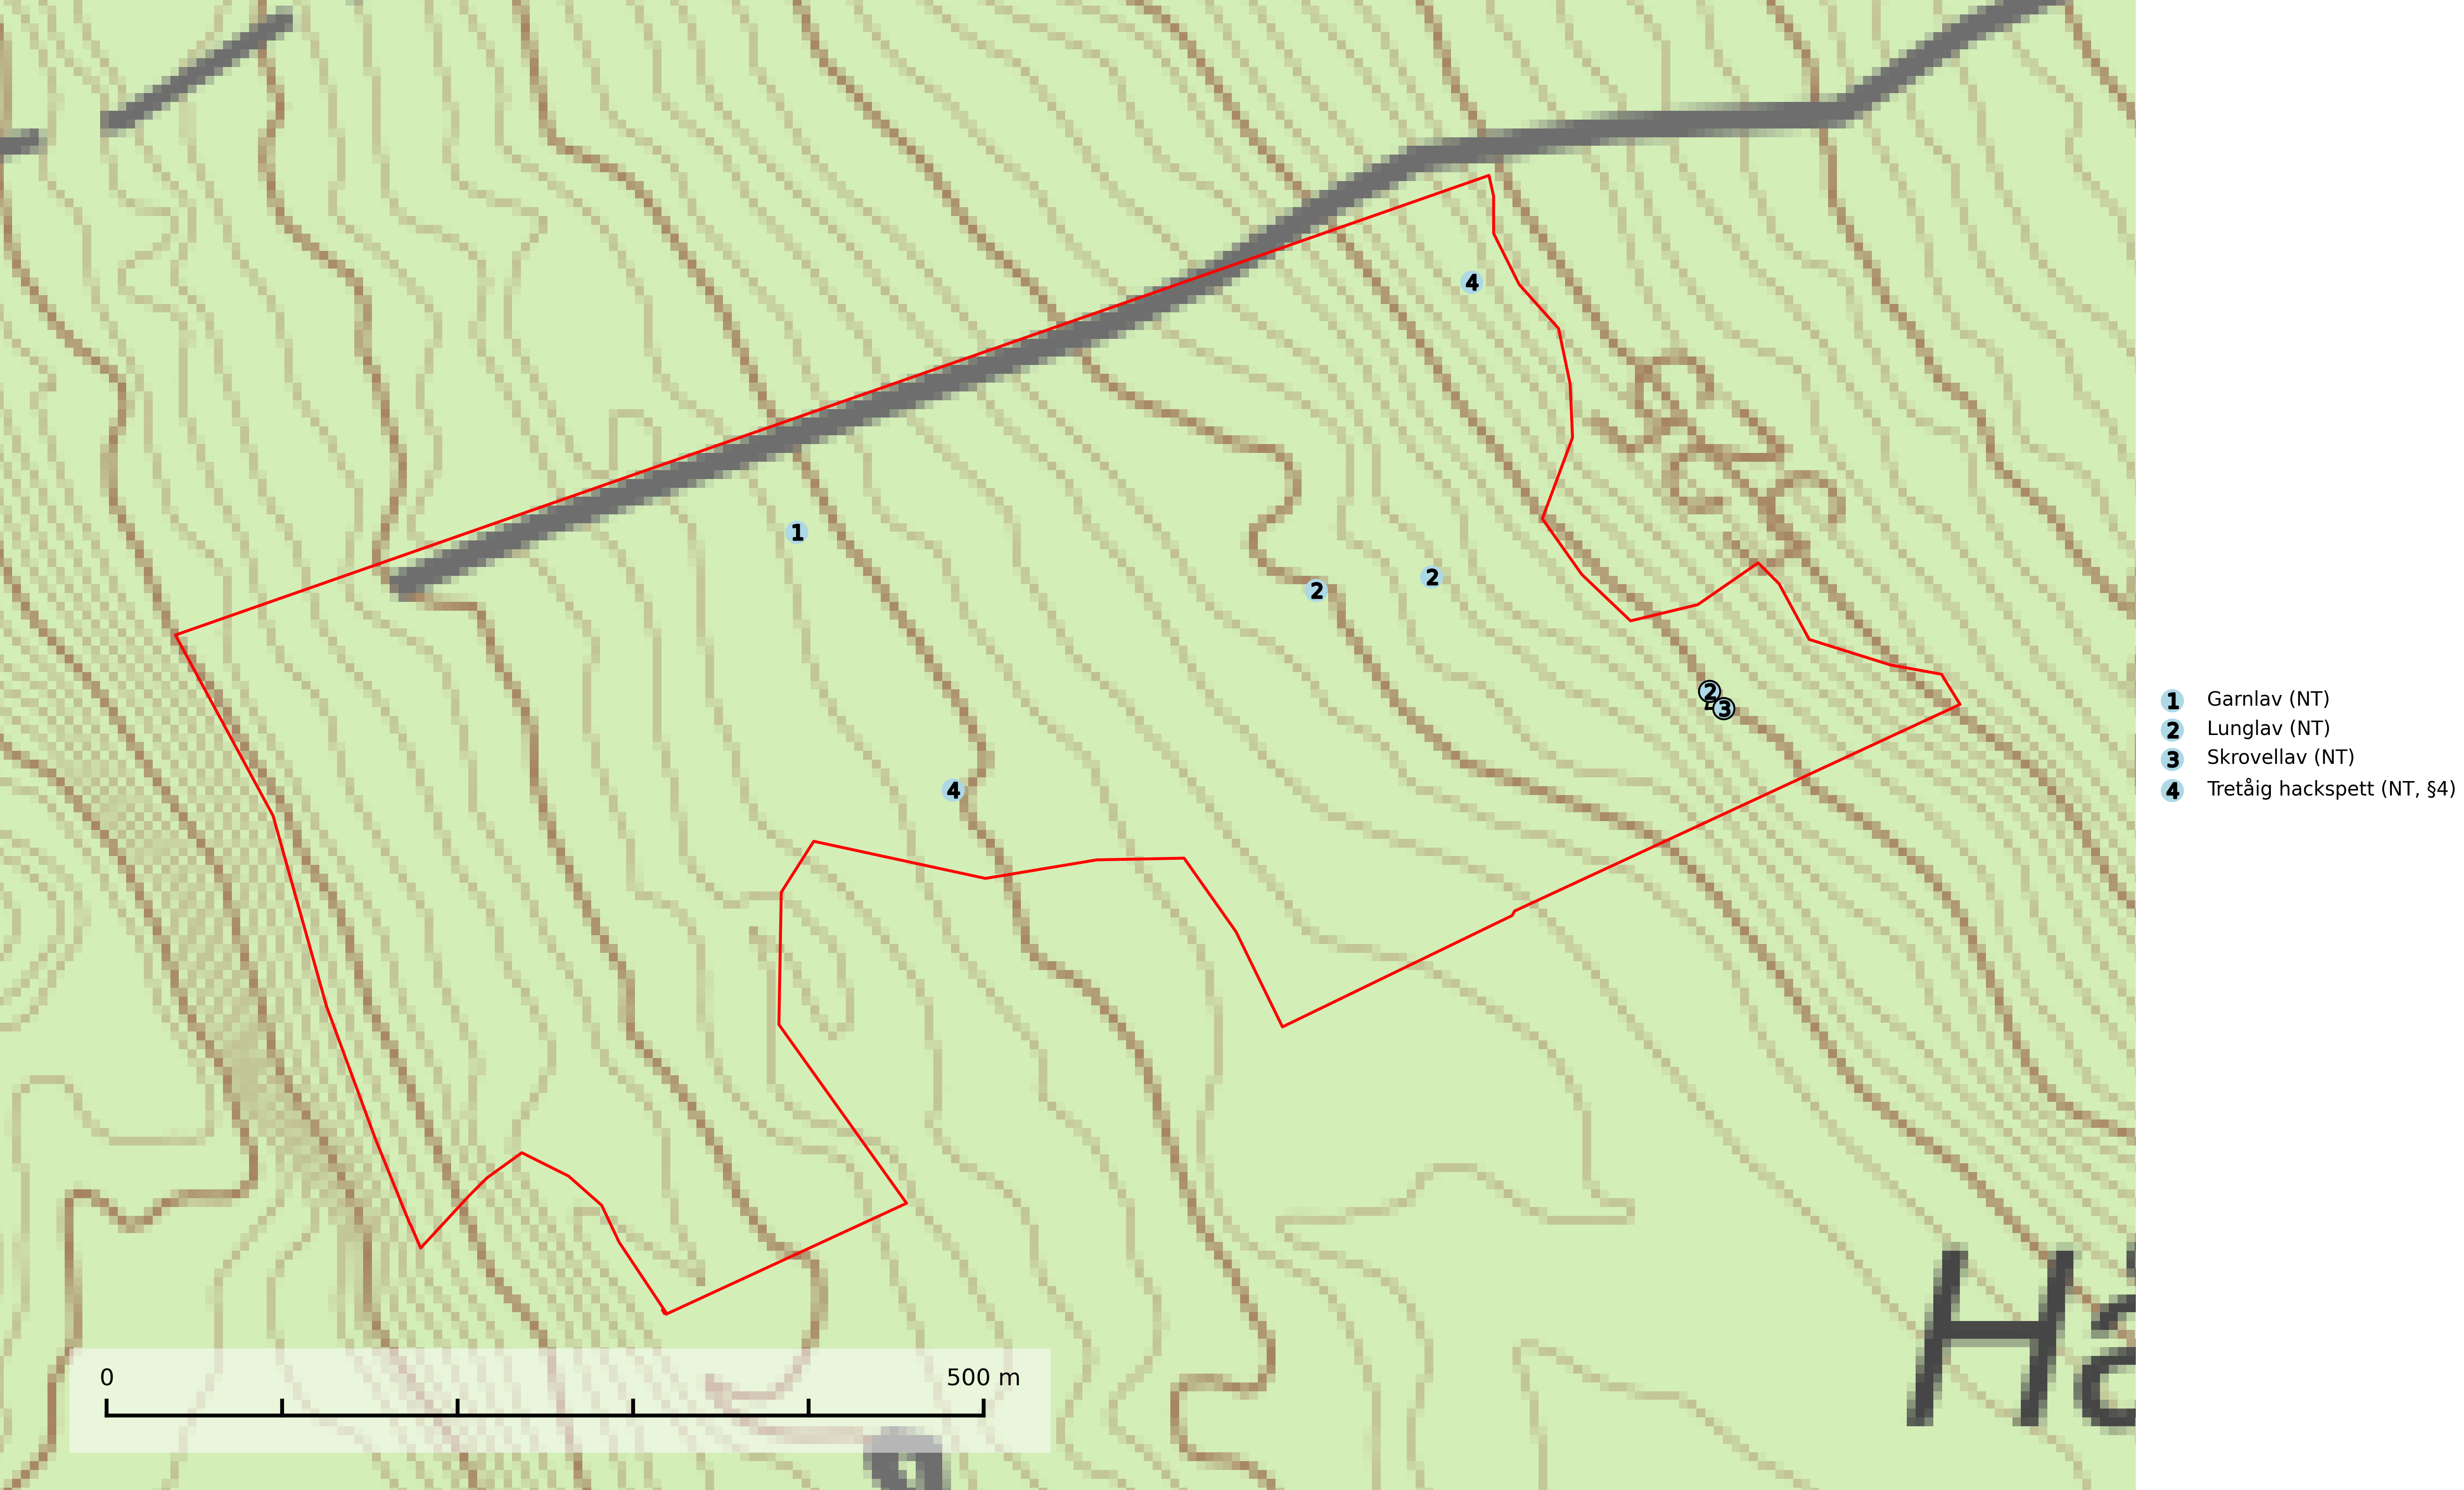 4
1
2
2
2
3
4
1 Garnlav (NT)
2 Lunglav (NT)
3 Skrovellav (NT)
4 Tretåig hackspett (NT, §4)
0 500 m